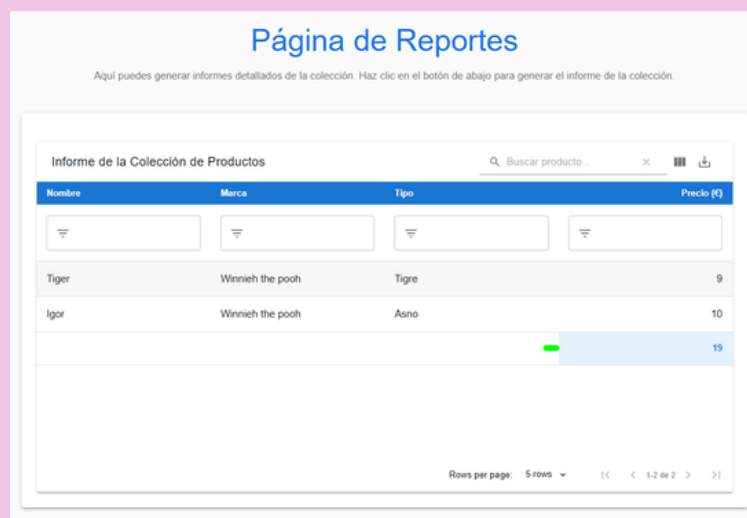 Página de Reportes
Aquí puedes generar informes detallados de la colección. Haz clic en el botón de abajo para generar el informe de la colección.
Informe de la Colección de Productos Buscar producto...
Nombre Marca Tipo Precio (€)
Tiger Winnieh the pooh Tigre 9
Igor Winnieh the pooh Asno 10
19
Rows per page: 5 rows 1-2 de 2